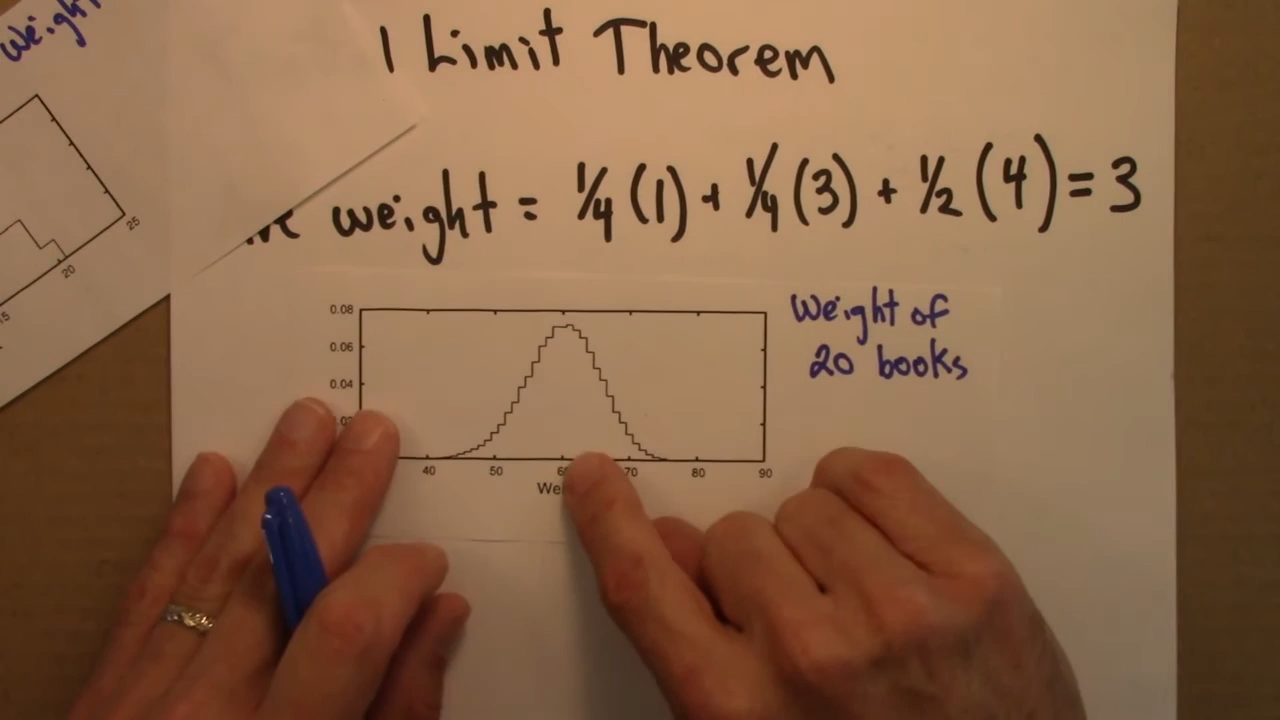 Weight
l Limit Theorem
weight = 1/4 (1) + 1/4 (3) + 1/2 (4) = 3
25
20
15
0.08
0.06
0.04
Weight of
20 books
40 50 70 80 90